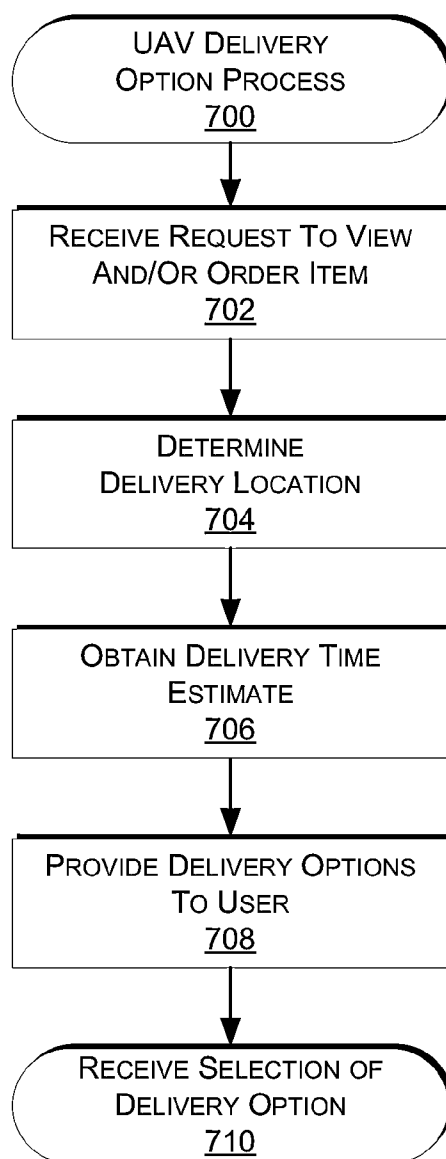 UAV DELIVERY
OPTION PROCESS
700
RECEIVE REQUEST TO VIEW
AND/OR ORDER ITEM
702
DETERMINE
DELIVERY LOCATION
704
OBTAIN DELIVERY TIME
ESTIMATE
706
PROVIDE DELIVERY OPTIONS
TO USER
708
RECEIVE SELECTION OF
DELIVERY OPTION
710